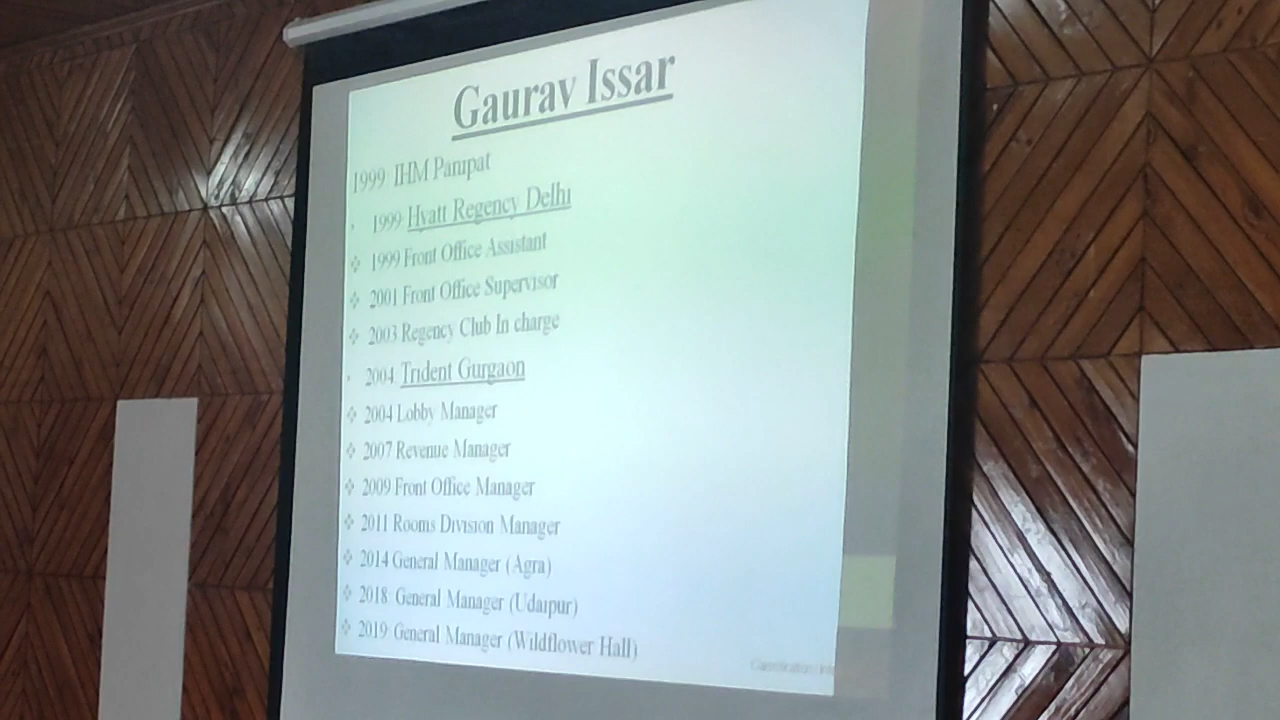 Gaurav Issar
1999: IHM Panipat
1999: Hyatt Regency Delhi
1999 Front Office Assistant
2001 Front Office Supervisor
2003 Regency Club In charge
2004: Trident Gurgaon
2004 Lobby Manager
2007 Revenue Manager
2009 Front Office Manager
2011 Rooms Division Manager
2014 General Manager (Agra)
2018: General Manager (Udaipur)
2019: General Manager (Wildflower Hall)